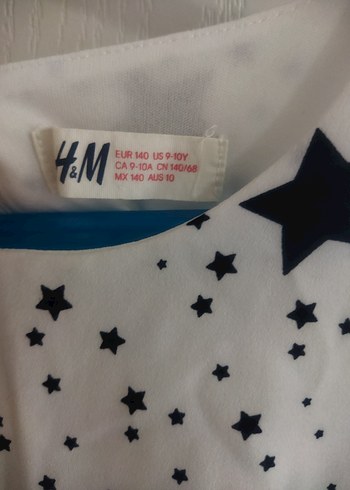 H&M
EUR 140 US 9-10Y
CA 9-10A CN 140/68
MX 140 AUS 10